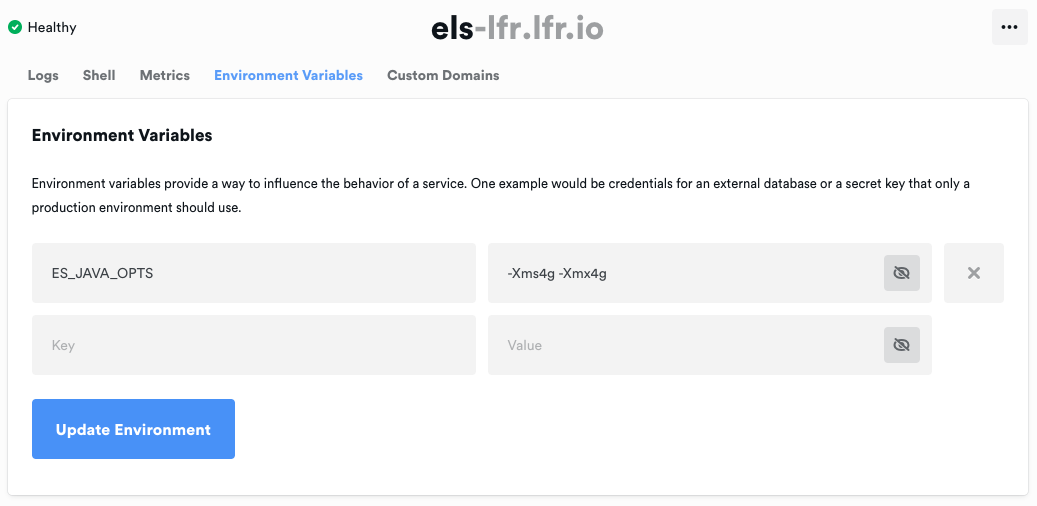 Healthy
els-lfr.lfr.io
Logs Shell Metrics Environment Variables Custom Domains
Environment Variables
Environment variables provide a way to influence the behavior of a service. One example would be credentials for an external database or a secret key that only a
production environment should use.
ES_JAVA_OPTS -Xms4g -Xmx4g
Key Value
Update Environment